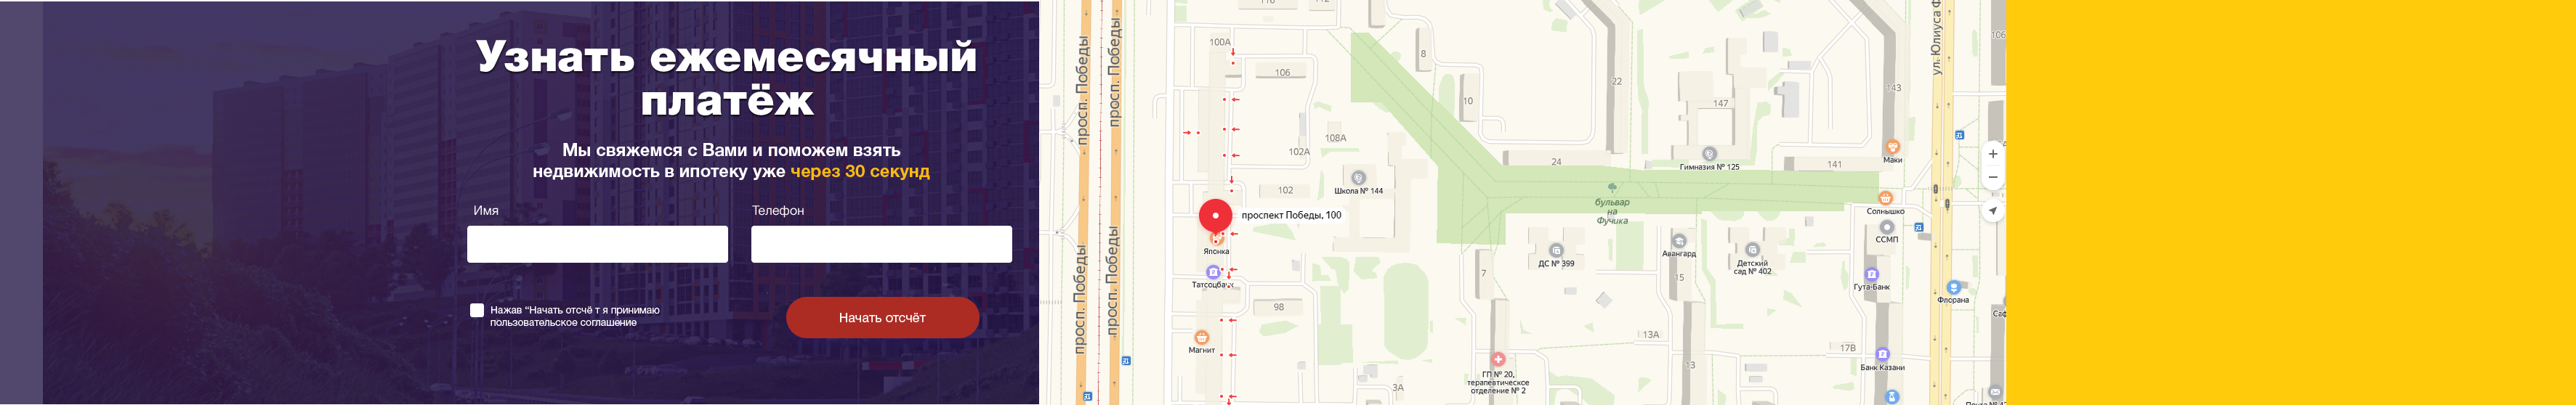 Узнать ежемесячный
платёж
Мы свяжемся с Вами и поможем взять
недвижимость в ипотеку уже через 30 секунд
Имя
Телефон
Нажав “Начать отсчё т я принимаю
пользовательское соглашение
Начать отсчёт
просп. Победы
просп. Победы
просп. Победы
просп. Победы
100А
106
8
10
22
147
143
106
108А
102А
102
Школа № 144
24
Гимназия № 125
141
Маки
проспект Победы, 100
Японка
Татсоцбанк
бульвар
на
Фучика
Солнышко
ССМП
ДС № 399
Авангард
Детский
сад № 402
7
15
Гута-Банк
Флорана
98
Магнит
13А
17В
Банк Казани
13
3А
ГП № 20,
терапевтическое
отделение № 2
ул. Юлиуса Ф